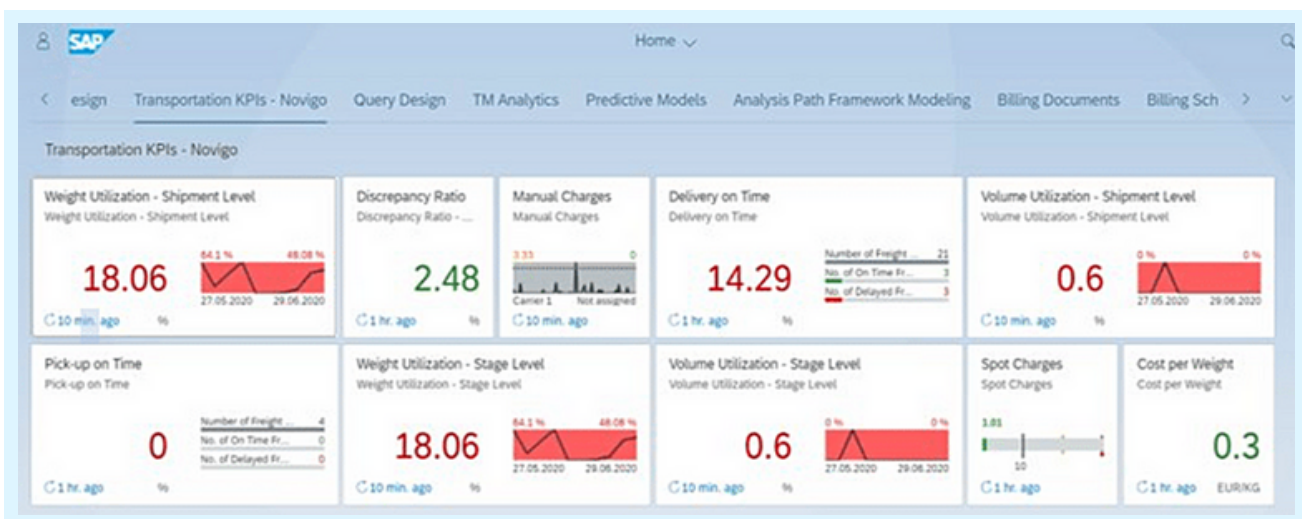 SAP
Home
esign Transportation KPIs - Novigo Query Design TM Analytics Predictive Models Analysis Path Framework Modeling Billing Documents Billing Sch
Transportation KPIs - Novigo
Weight Utilization - Shipment Level
Weight Utilization - Shipment Level
18.06
64.1 % 48.08 %
27.05.2020 29.06.2020
10 min. ago %
Discrepancy Ratio
Discrepancy Ratio - ...
2.48
1 hr. ago %
Manual Charges
Manual Charges
3.33 0
Carrier 1 Not assigned
10 min. ago
Delivery on Time
Delivery on Time
14.29
Number of Freight ... 21
No. of On Time Fr... 3
No. of Delayed Fr... 3
1 hr. ago %
Volume Utilization - Shipment Level
Volume Utilization - Shipment Level
0.6
0 % 0 %
27.05.2020 29.06.2020
10 min. ago %
Pick-up on Time
Pick-up on Time
0
Number of Freight ... 4
No. of On Time Fr... 0
No. of Delayed Fr... 0
1 hr. ago %
Weight Utilization - Stage Level
Weight Utilization - Stage Level
18.06
64.1 % 48.08 %
27.05.2020 29.06.2020
10 min. ago %
Volume Utilization - Stage Level
Volume Utilization - Stage Level
0.6
0 % 0 %
27.05.2020 29.06.2020
10 min. ago %
Spot Charges
Spot Charges
1.01
10
1 hr. ago
Cost per Weight
Cost per Weight
0.3
1 hr. ago EUR/KG